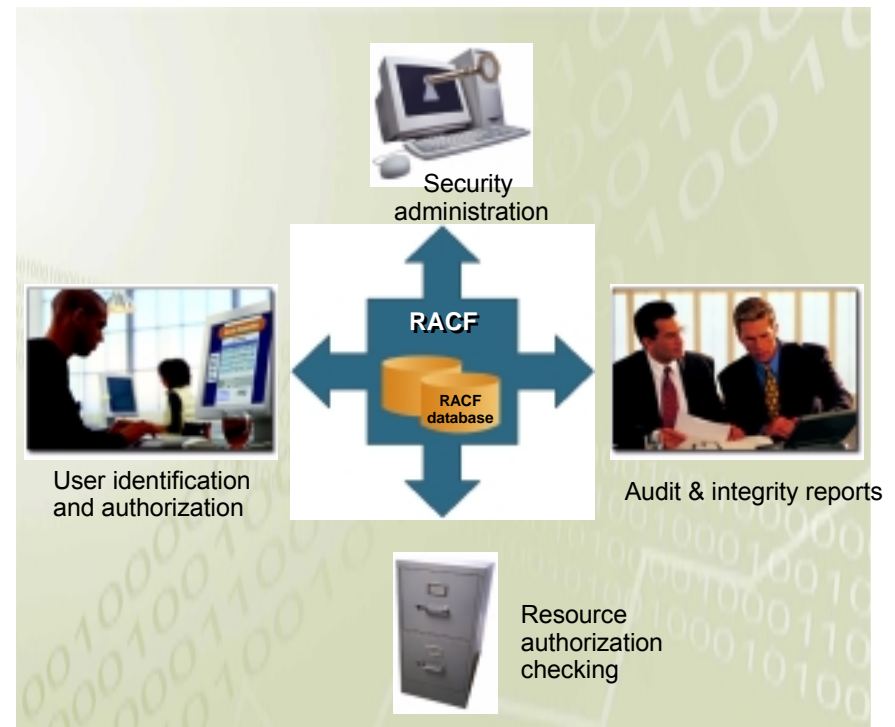 Security
administration
RACF
RACF
database
User identification
and authorization
Audit & integrity reports
Resource
authorization
checking